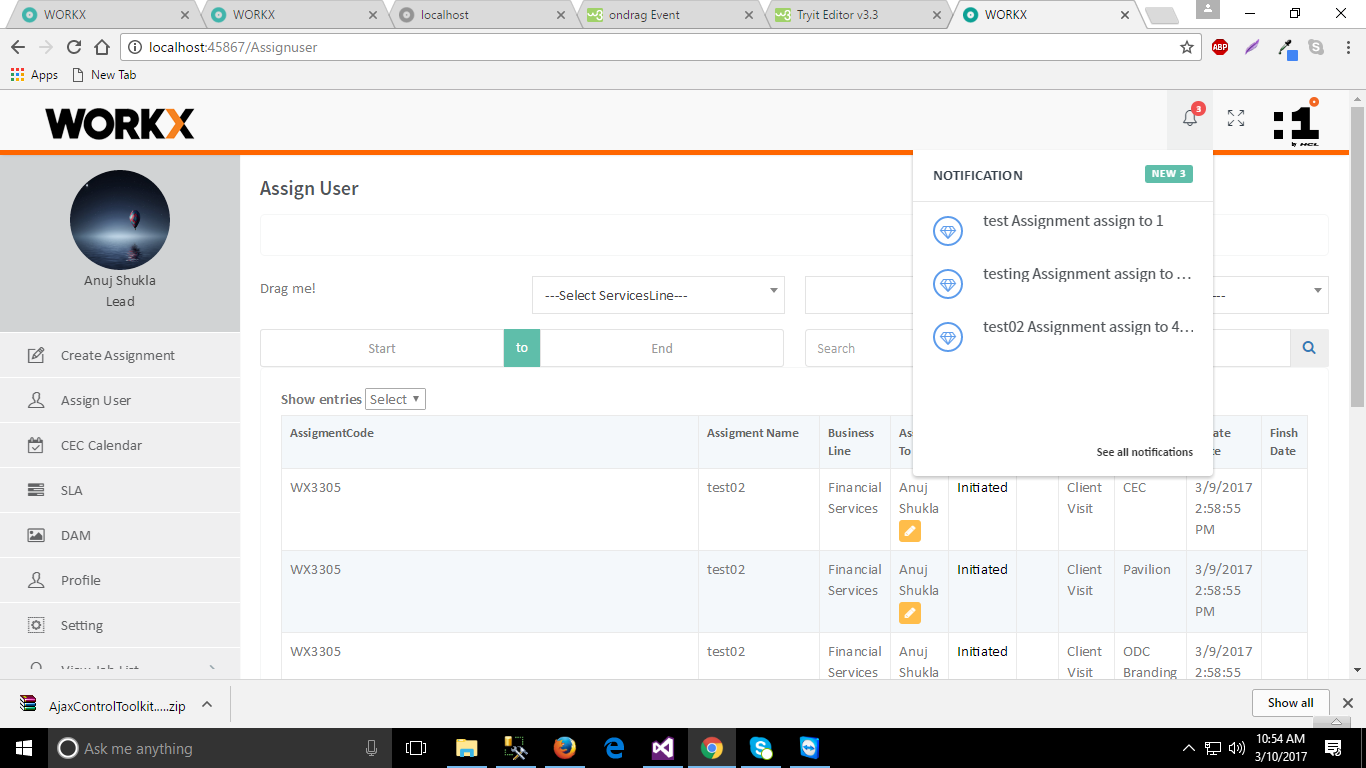 WORKX
WORKX
localhost
ondrag Event
Tryit Editor v3.3
WORKX
localhost:45867/Assignuser
ABP
Apps
New Tab
WORKX
3
:1
by HCL
Anuj Shukla
Lead
Create Assignment
Assign User
CEC Calendar
SLA
DAM
Profile
Setting
View Job List
Assign User
NOTIFICATION
NEW 3
test Assignment assign to 1
testing Assignment assign to ...
test02 Assignment assign to 4...
See all notifications
Drag me!
---Select ServicesLine---
Start
to
End
Search
Show entries Select
AssigmentCode Assigment Name Business Line Finsh Date
WX3305 test02 Financial Services Anuj Shukla Initiated Client Visit CEC 3/9/2017 2:58:55 PM
WX3305 test02 Financial Services Anuj Shukla Initiated Client Visit Pavilion 3/9/2017 2:58:55 PM
WX3305 test02 Financial Services Anuj Shukla Initiated Client Visit ODC Branding 3/9/2017 2:58:55
AjaxControlToolkit.....zip
Show all
Ask me anything
10:54 AM
3/10/2017